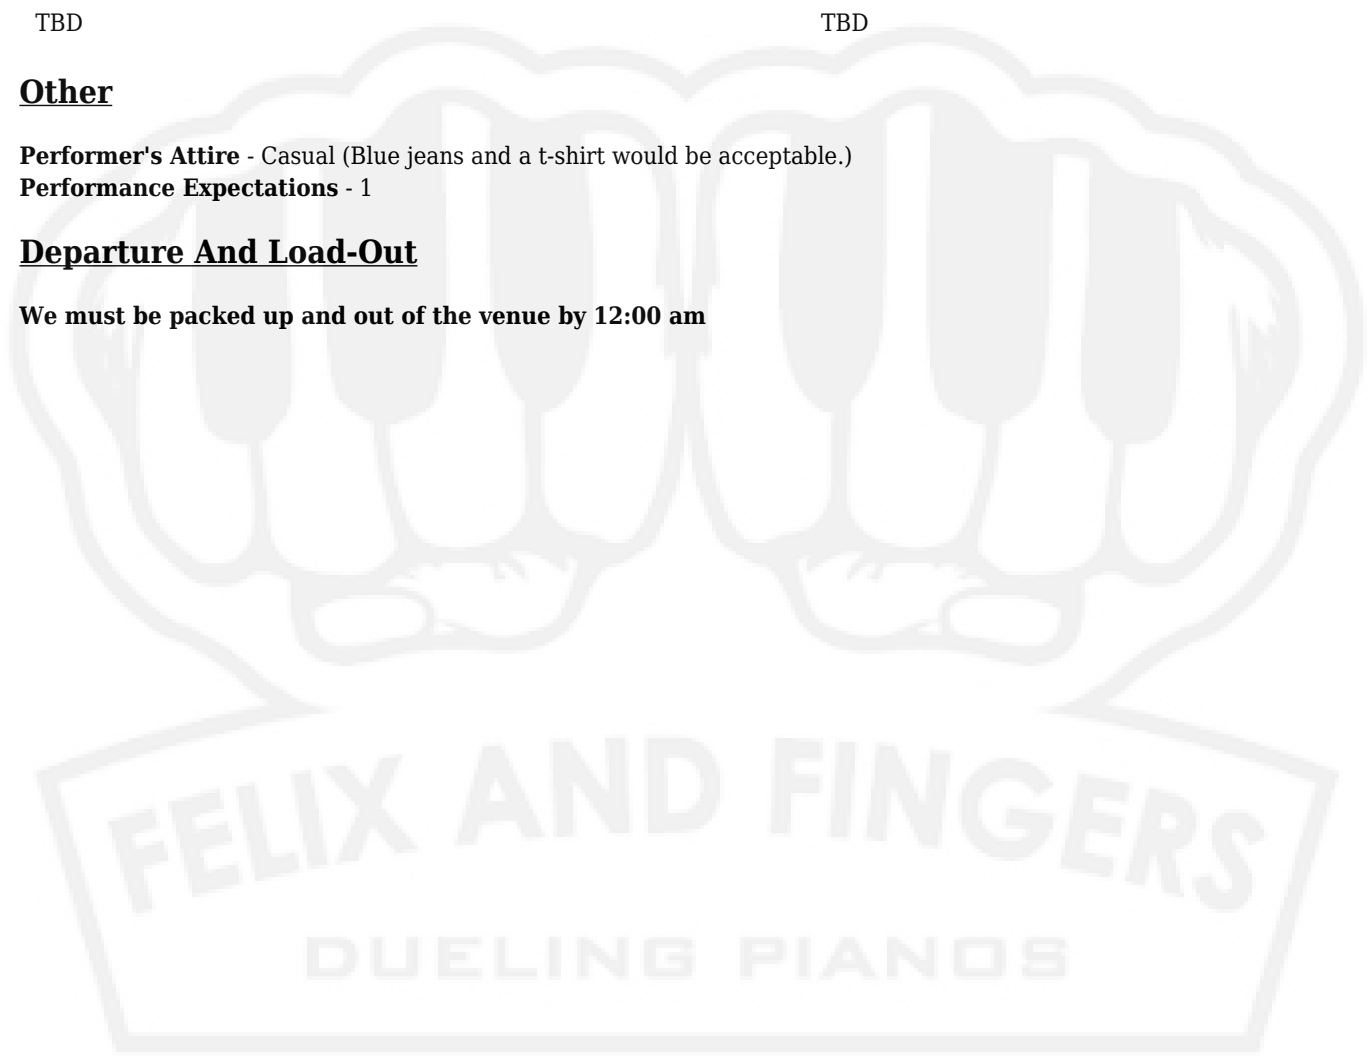 TBD TBD
Other
Performer's Attire - Casual (Blue jeans and a t-shirt would be acceptable.)
Performance Expectations - 1
Departure And Load-Out
We must be packed up and out of the venue by 12:00 am
FELIX AND FINGERS
DUELING PIANOS